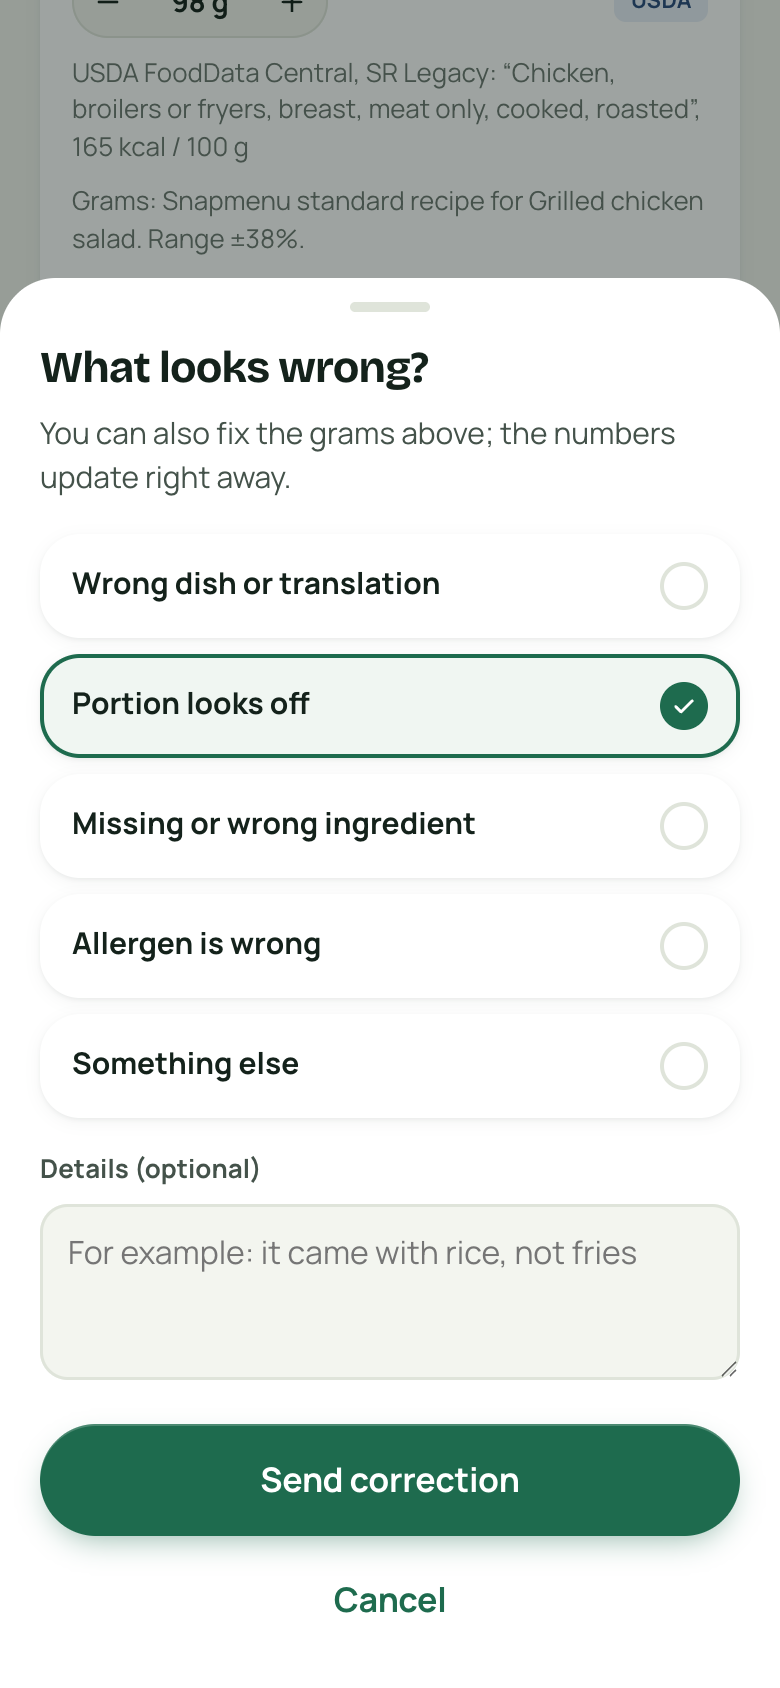 − 98 g +
USDA
USDA FoodData Central, SR Legacy: “Chicken,
broilers or fryers, breast, meat only, cooked, roasted”,
165 kcal / 100 g
Grams: Snapmenu standard recipe for Grilled chicken
salad. Range ±38%.
What looks wrong?
You can also fix the grams above; the numbers
update right away.
Wrong dish or translation
Portion looks off
Missing or wrong ingredient
Allergen is wrong
Something else
Details (optional)
For example: it came with rice, not fries
Send correction
Cancel